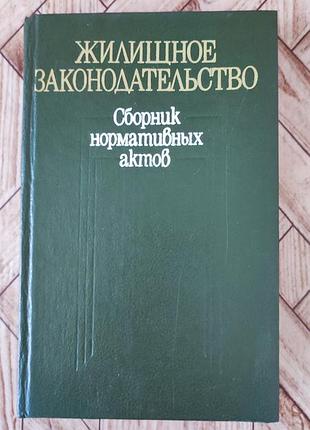 ЖИЛИЩНОЕ
ЗАКОНОДАТЕЛЬСТВО
Сборник
нормативных
актов